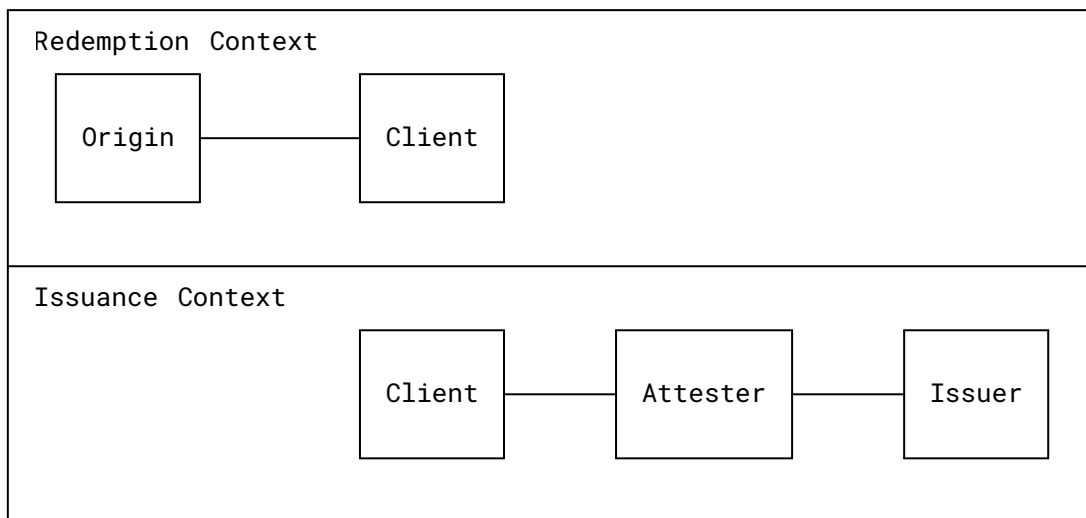 Redemption Context
Origin Client
Issuance Context
Client Attester Issuer